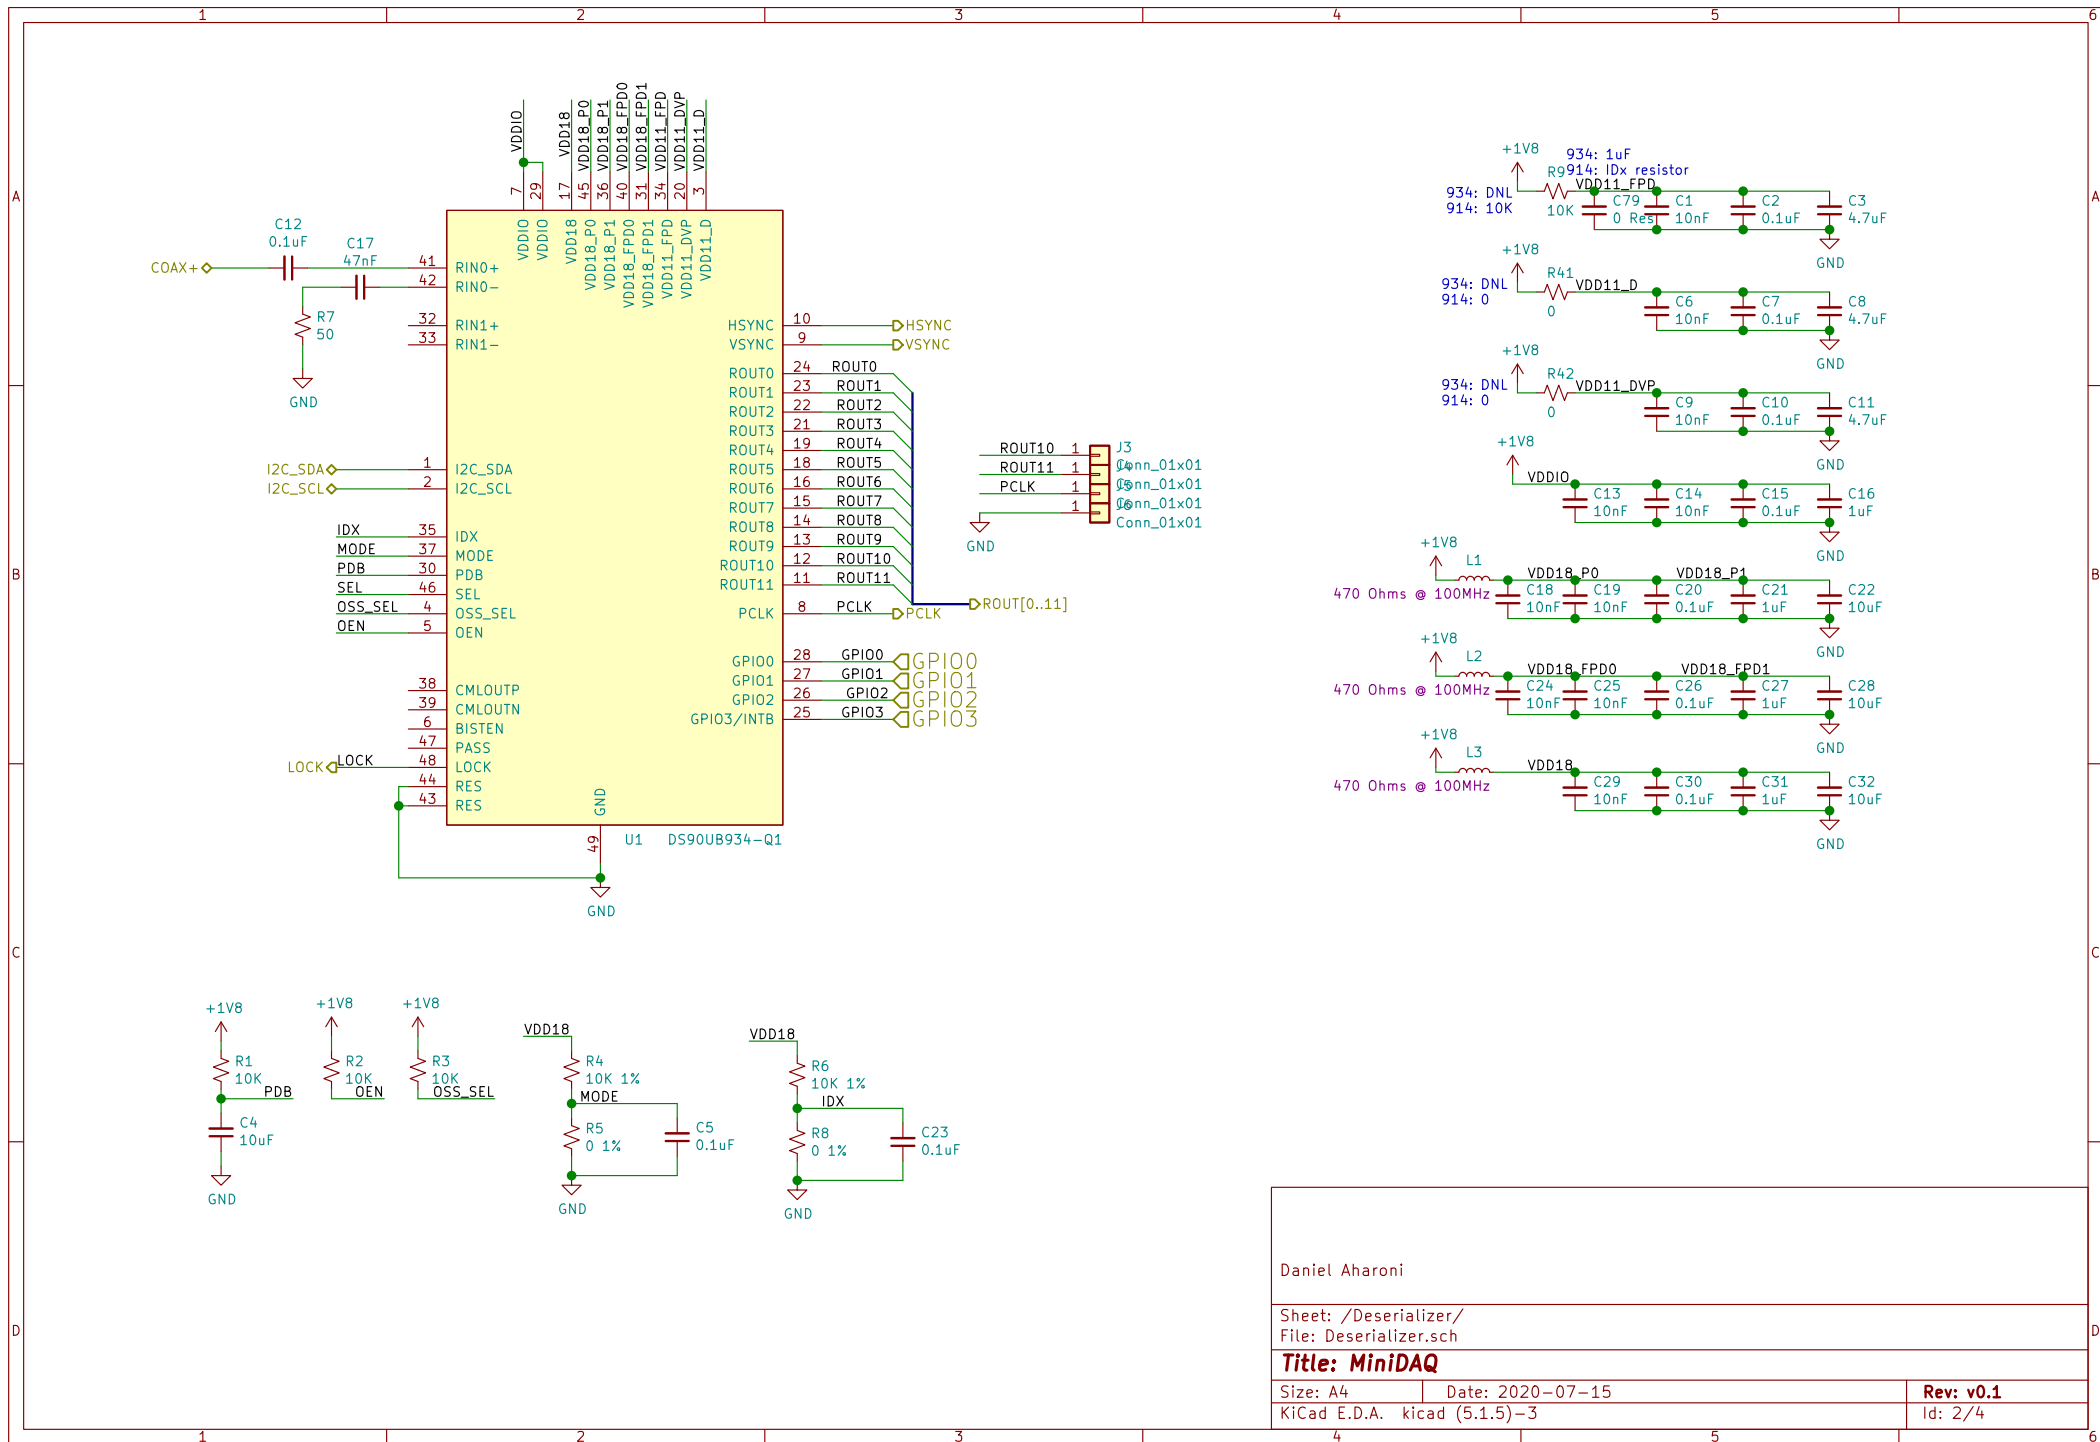 1 2 3 4 5 6
A
B
C
D
VDDIO
VDD18
VDD18_P0
VDD18_P1
VDD18_FPD0
VDD18_FPD1
VDD11_FPD
VDD11_DVP
VDD11_D
7 29 17 45 36 40 31 34 20 3
VDDIO
VDDIO
VDD18
VDD18_P0
VDD18_P1
VDD18_FPD0
VDD18_FPD1
VDD11_FPD
VDD11_DVP
VDD11_D
C12
0.1uF
C17
47nF
COAX+
R7
50
GND
41 RIN0+
42 RIN0-
32 RIN1+
33 RIN1-
I2C_SDA 1 I2C_SDA
I2C_SCL 2 I2C_SCL
IDX 35 IDX
MODE 37 MODE
PDB 30 PDB
SEL 46 SEL
OSS_SEL 4 OSS_SEL
OEN 5 OEN
38 CMLOUTP
39 CMLOUTN
6 BISTEN
47 PASS
LOCK LOCK 48 LOCK
44 RES
43 RES
GND
49
U1 DS90UB934-Q1
GND
HSYNC 10 HSYNC
VSYNC 9 VSYNC
ROUT0 24 ROUT0
ROUT1 23 ROUT1
ROUT2 22 ROUT2
ROUT3 21 ROUT3
ROUT4 19 ROUT4
ROUT5 18 ROUT5
ROUT6 16 ROUT6
ROUT7 15 ROUT7
ROUT8 14 ROUT8
ROUT9 13 ROUT9
ROUT10 12 ROUT10
ROUT11 11 ROUT11
ROUT[0..11]
PCLK 8 PCLK PCLK
GPIO0 28 GPIO0 GPIO0
GPIO1 27 GPIO1 GPIO1
GPIO2 26 GPIO2 GPIO2
GPIO3/INTB 25 GPIO3 GPIO3
ROUT10 1 J3
Conn_01x01
ROUT11 1 J4
Conn_01x01
PCLK 1 J5
Conn_01x01
1 J6
Conn_01x01
GND
+1V8
934: 1uF
914: IDx resistor
R9
10K
934: DNL
914: 10K
VDD11_FPD
C79
0 Res
C1
10nF
C2
0.1uF
C3
4.7uF
GND
+1V8
R41
0
934: DNL
914: 0
VDD11_D
C6
10nF
C7
0.1uF
C8
4.7uF
GND
+1V8
R42
0
934: DNL
914: 0
VDD11_DVP
C9
10nF
C10
0.1uF
C11
4.7uF
GND
+1V8
VDDIO
C13
10nF
C14
10nF
C15
0.1uF
C16
1uF
GND
+1V8
L1
470 Ohms @ 100MHz
VDD18_P0
VDD18_P1
C18
10nF
C19
10nF
C20
0.1uF
C21
1uF
C22
10uF
GND
+1V8
L2
470 Ohms @ 100MHz
VDD18_FPD0
VDD18_FPD1
C24
10nF
C25
10nF
C26
0.1uF
C27
1uF
C28
10uF
GND
+1V8
L3
470 Ohms @ 100MHz
VDD18
C29
10nF
C30
0.1uF
C31
1uF
C32
10uF
GND
+1V8
R1
10K
PDB
C4
10uF
GND
+1V8
R2
10K
OEN
+1V8
R3
10K
OSS_SEL
VDD18
R4
10K 1%
MODE
R5
0 1%
C5
0.1uF
GND
VDD18
R6
10K 1%
IDX
R8
0 1%
C23
0.1uF
GND
Daniel Aharoni
Sheet: /Deserializer/
File: Deserializer.sch
Title: MiniDAQ
Size: A4 Date: 2020-07-15 Rev: v0.1
KiCad E.D.A. kicad (5.1.5)-3 Id: 2/4
A
B
C
D
1 2 3 4 5 6